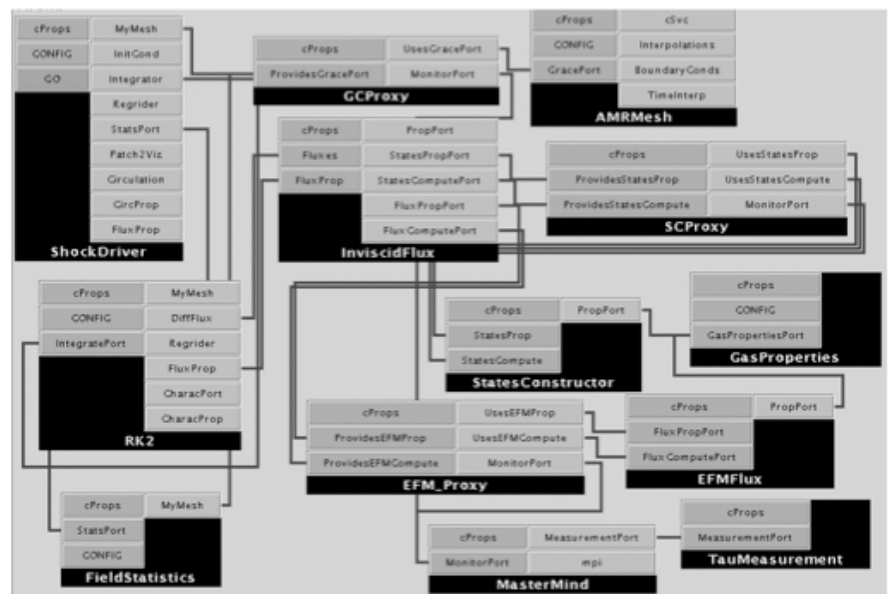 cProps MyMesh
CONFIG InitCond
GO Integrator
Regrider
StatsPort
Patch2Viz
Circulation
CircProp
FluxProp
ShockDriver
cProps UsesGracePort
ProvidesGracePort MonitorPort
GCProxy
cProps cSvc
CONFIG Interpolations
GracePort BoundaryConds
TimeInterp
AMRMesh
cProps PropPort
Fluxes StatesPropPort
FluxProp StatesComputePort
FluxPropPort
FluxComputePort
InviscidFlux
cProps UsesStatesProp
ProvidesStatesProp UsesStatesCompute
ProvidesStatesCompute MonitorPort
SCProxy
cProps MyMesh
CONFIG DiffFlux
IntegratePort Regrider
FluxProp
CharacPort
CharacProp
RK2
cProps PropPort
StatesProp
StatesCompute
StatesConstructor
cProps
CONFIG
GasPropertiesPort
GasProperties
cProps UsesEFMProp
ProvidesEFMProp UsesEFMCompute
ProvidesEFMCompute MonitorPort
EFM_Proxy
cProps PropPort
FluxPropPort
FluxComputePort
EFMFlux
cProps MyMesh
StatsPort
CONFIG
FieldStatistics
cProps MeasurementPort
MonitorPort mpi
MasterMind
cProps
MeasurementPort
TauMeasurement